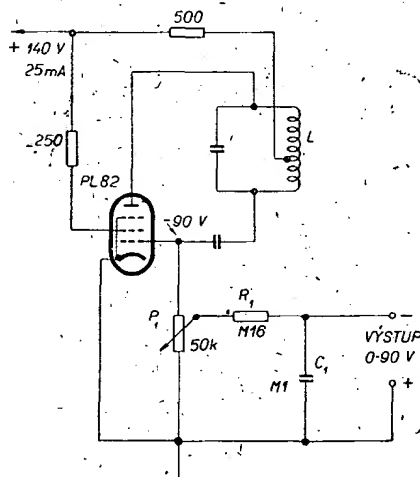 500
+ 140 V
25mA
250
PL82
L
-90 V
P1
50k
R1
M16
C1
M1
−
VÝSTUP
0-90 V
+